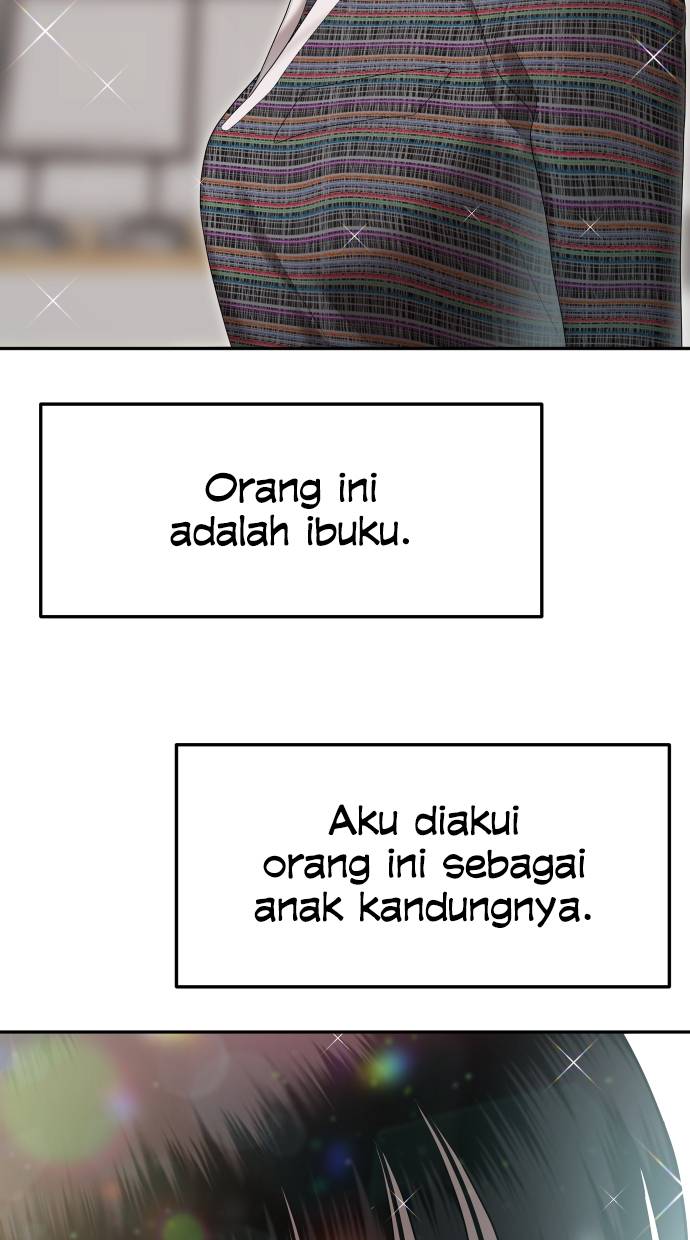 Orang ini
adalah ibuku.
Aku diakui
orang ini sebagai
anak kandungnya.